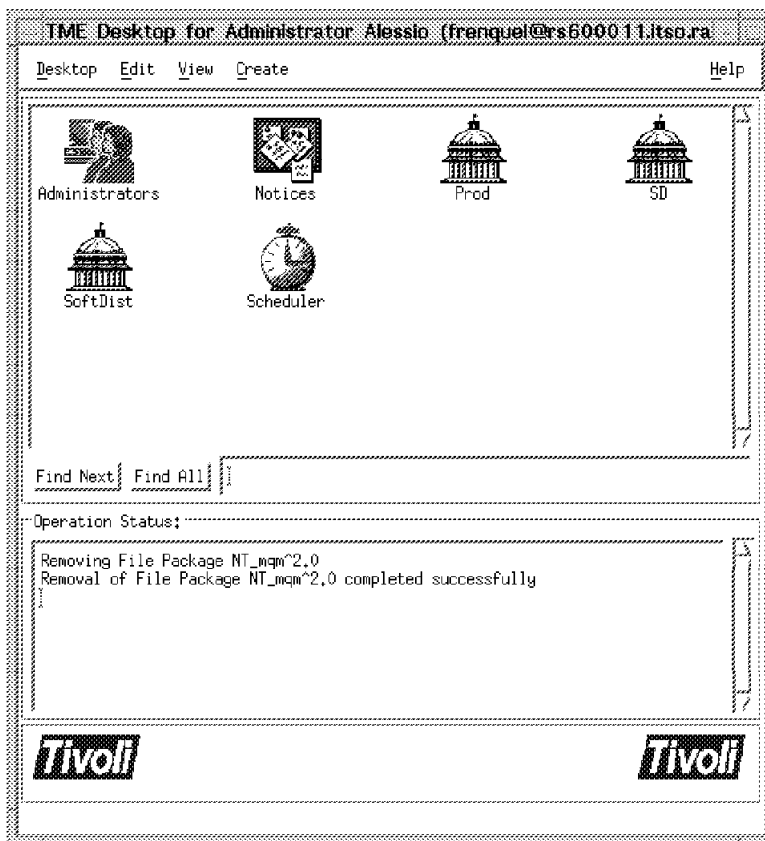 TME Desktop for Administrator Alessio (frenquel@rs600011.itso.ra
Desktop Edit View Create Help
Administrators Notices Prod SD
SoftDist Scheduler
Find Next Find All
Operation Status:
Removing File Package NT_mqm^2.0
Removal of File Package NT_mqm^2.0 completed successfully
Tivoli Tivoli